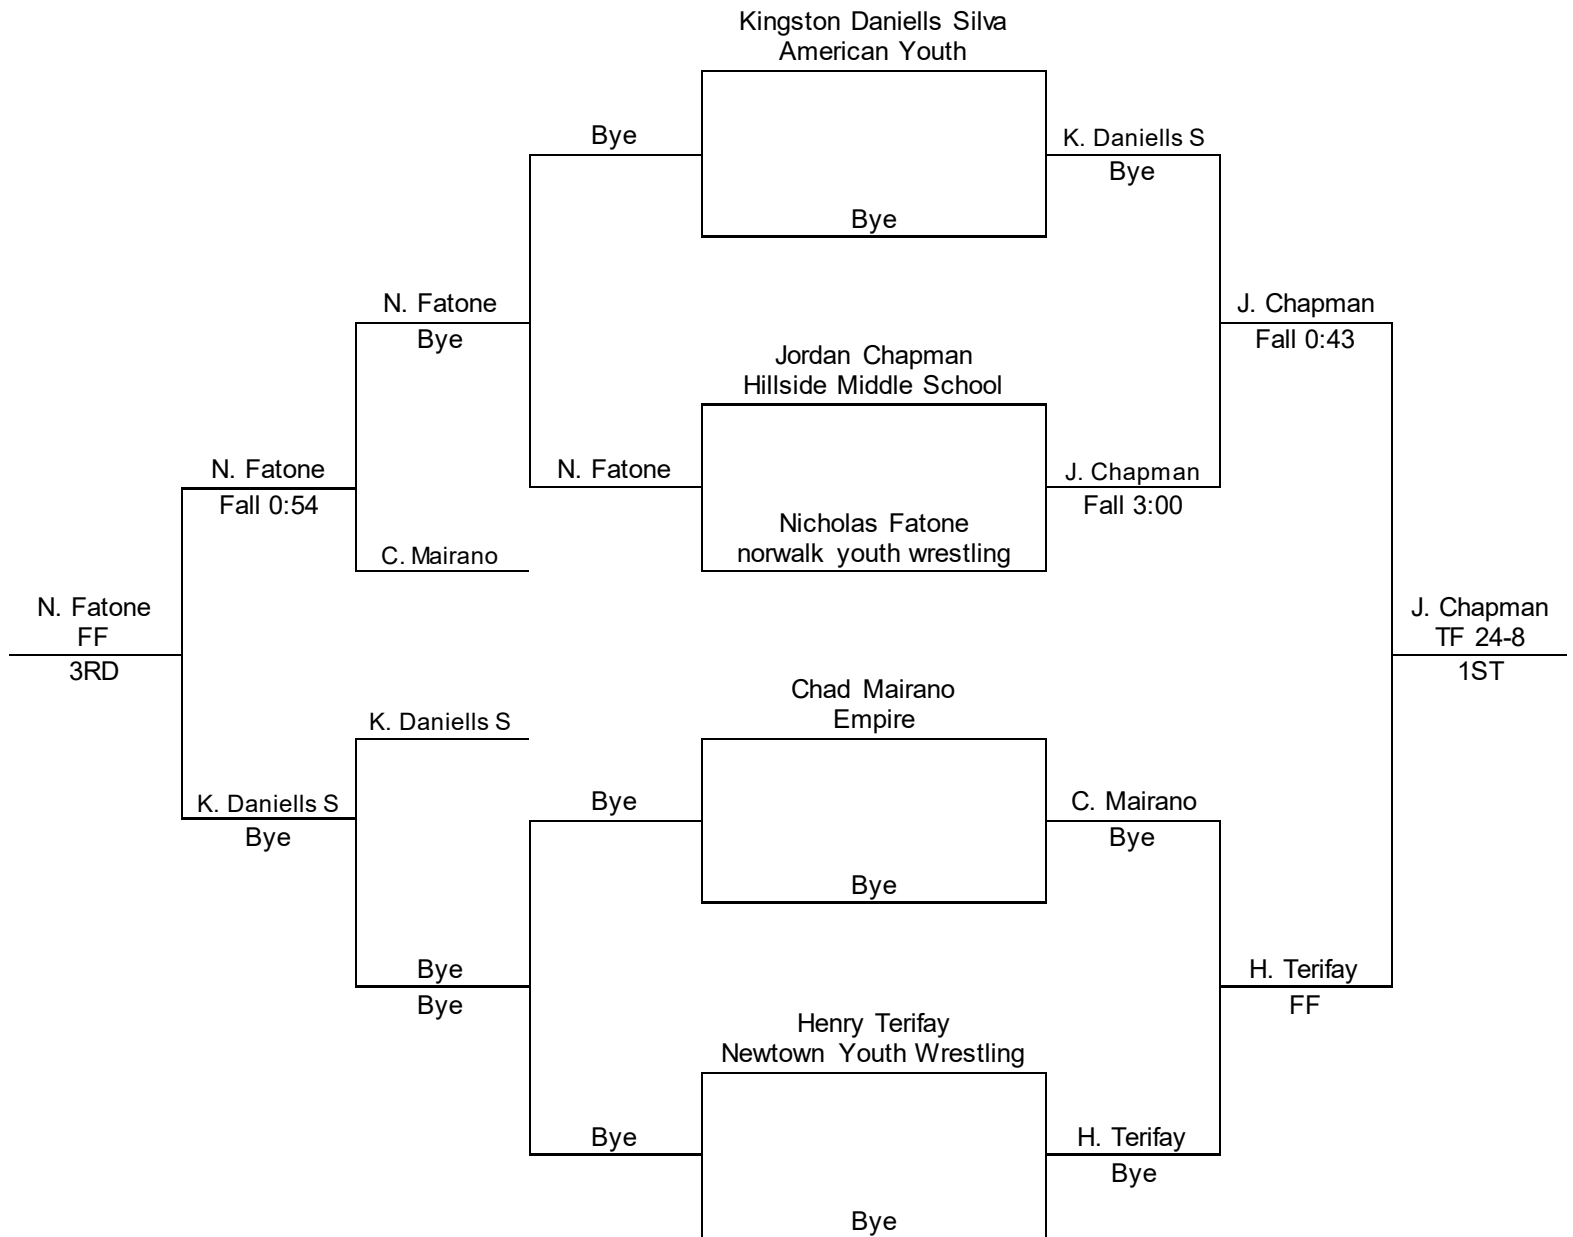 Kingston Daniells Silva
American Youth
Bye
K. Daniells S
Bye
Bye
N. Fatone
Bye
J. Chapman
Fall 0:43
Jordan Chapman
Hillside Middle School
N. Fatone
Fall 0:54
N. Fatone
J. Chapman
Fall 3:00
Nicholas Fatone
norwalk youth wrestling
C. Mairano
N. Fatone
FF
3RD
J. Chapman
TF 24-8
1ST
Chad Mairano
Empire
K. Daniells S
K. Daniells S
Bye
Bye
C. Mairano
Bye
Bye
Bye
Bye
H. Terifay
FF
Henry Terifay
Newtown Youth Wrestling
Bye
H. Terifay
Bye
Bye